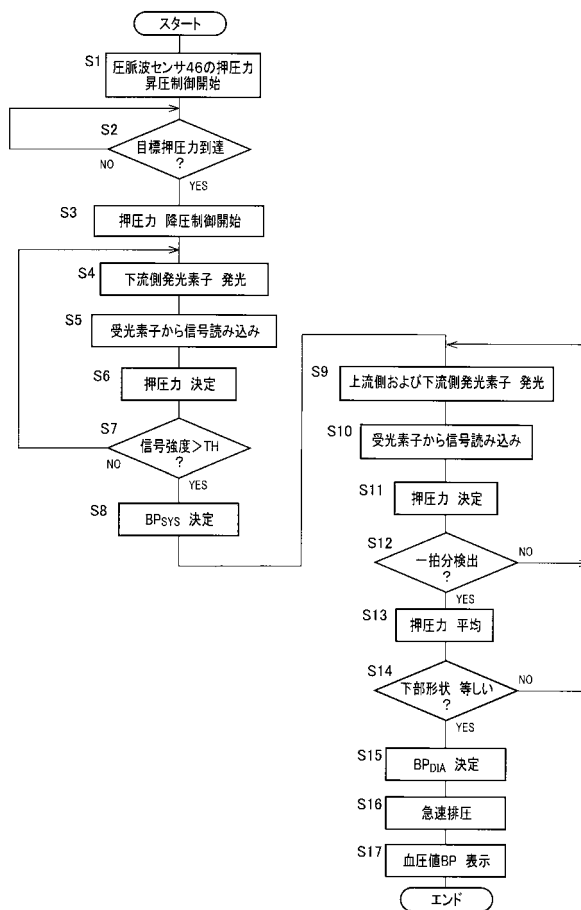 スタート
S1
圧脈波センサ46の押圧力
昇圧制御開始
S2
目標押圧力到達
?
NO
YES
S3
押圧力 降圧制御開始
S4
下流側発光素子 発光
S5
受光素子から信号読み込み
S6
押圧力 決定
S7
信号強度>TH
?
NO
YES
S8
BPSYS 決定
S9
上流側および下流側発光素子 発光
S10
受光素子から信号読み込み
S11
押圧力 決定
S12
一拍分検出
?
NO
YES
S13
押圧力 平均
S14
下部形状 等しい
?
NO
YES
S15
BPDIA 決定
S16
急速排圧
S17
血圧値BP 表示
エンド